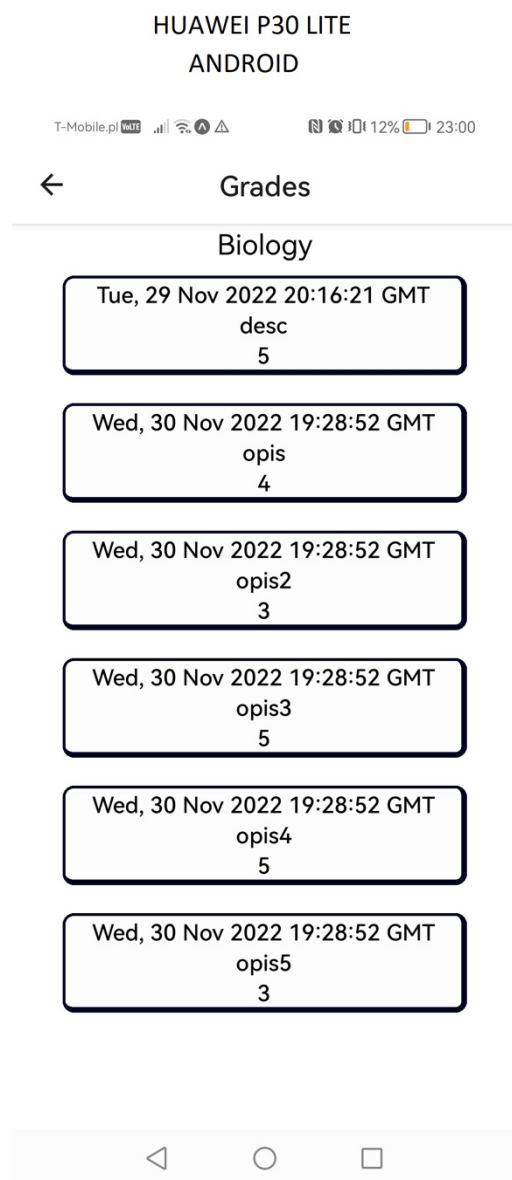 HUAWEI P30 LITE
ANDROID
T-Mobile.pl VoLTE 12% 23:00
Grades
Biology
Tue, 29 Nov 2022 20:16:21 GMT
desc
5
Wed, 30 Nov 2022 19:28:52 GMT
opis
4
Wed, 30 Nov 2022 19:28:52 GMT
opis2
3
Wed, 30 Nov 2022 19:28:52 GMT
opis3
5
Wed, 30 Nov 2022 19:28:52 GMT
opis4
5
Wed, 30 Nov 2022 19:28:52 GMT
opis5
3